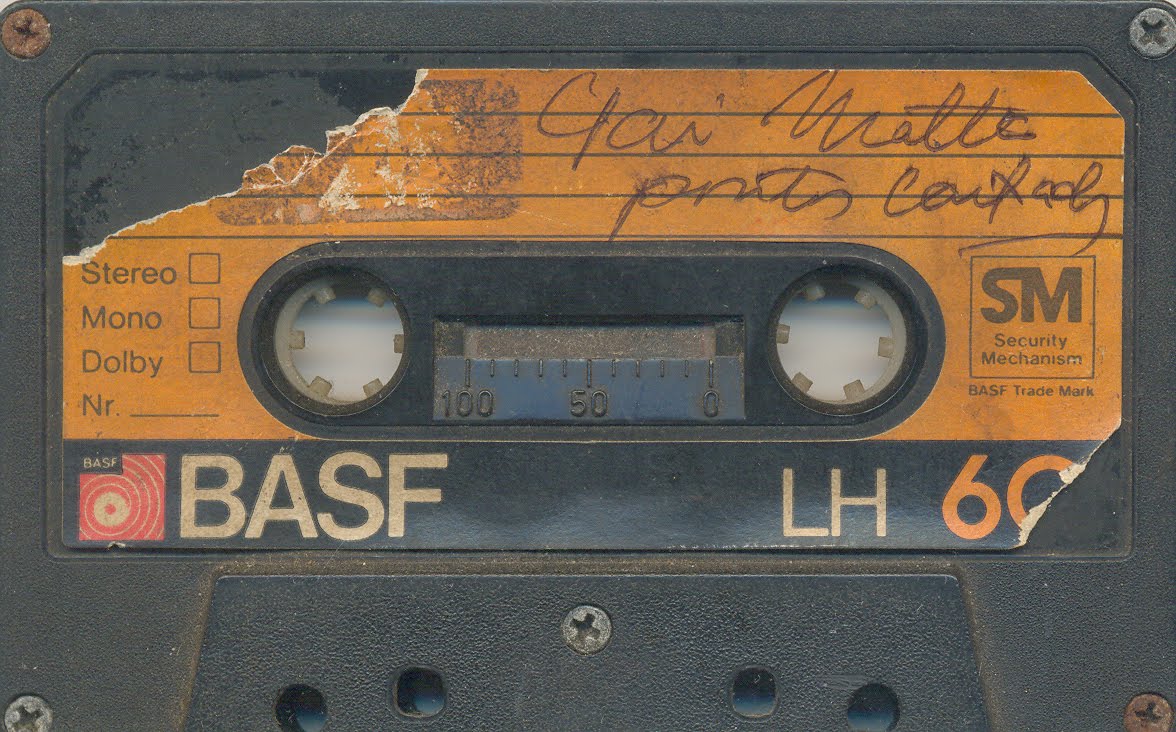 Stereo
Mono
Dolby
Nr.
100 50 0
SM
Security
Mechanism
BASF Trade Mark
BASF
BASF LH 60